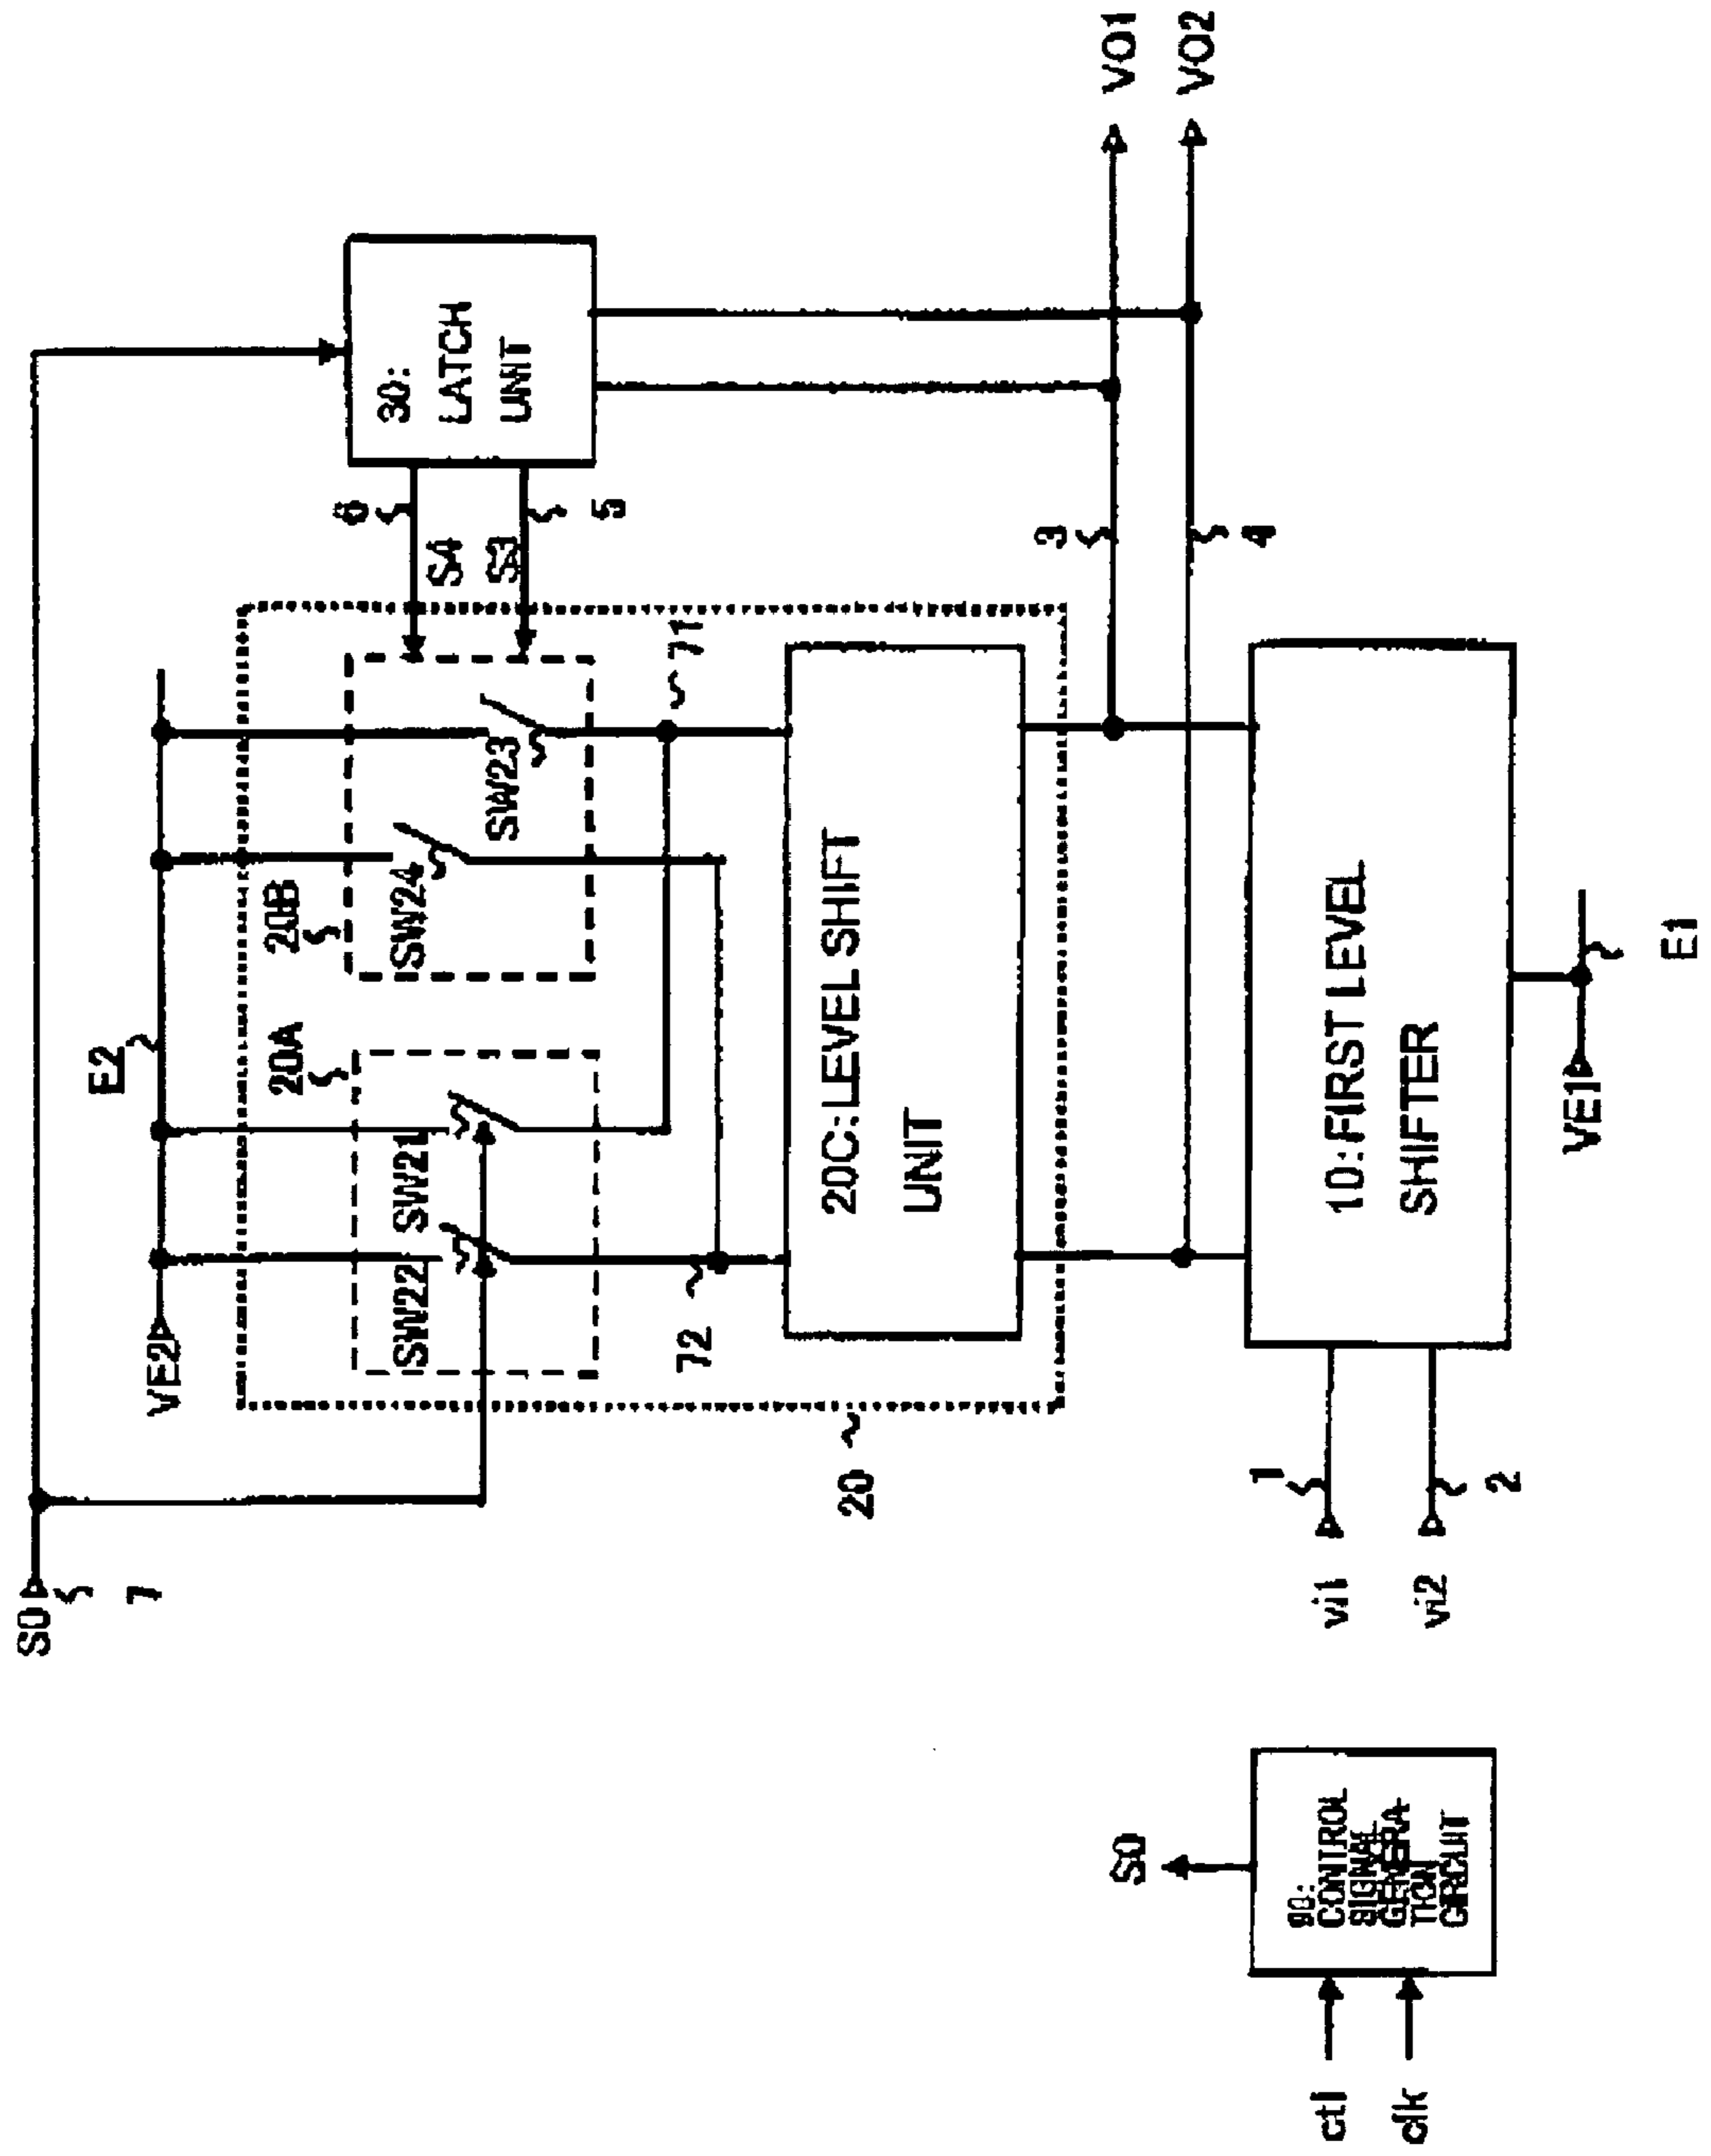 S0
7
VE2
E2
20A
20B
SW22
SW21
SW24
SW23
S4
S3
6
5
30:
LATCH
UNIT
72
71
20
20C:LEVEL SHIFT
UNIT
3
4
VO1
VO2
1
2
vi1
vi2
10:FIRST LEVEL
SHIFTER
VE1
E1
S0
90:
CONTROL
SIGNAL
GENERA-
TION
CIRCUIT
ctl
clk